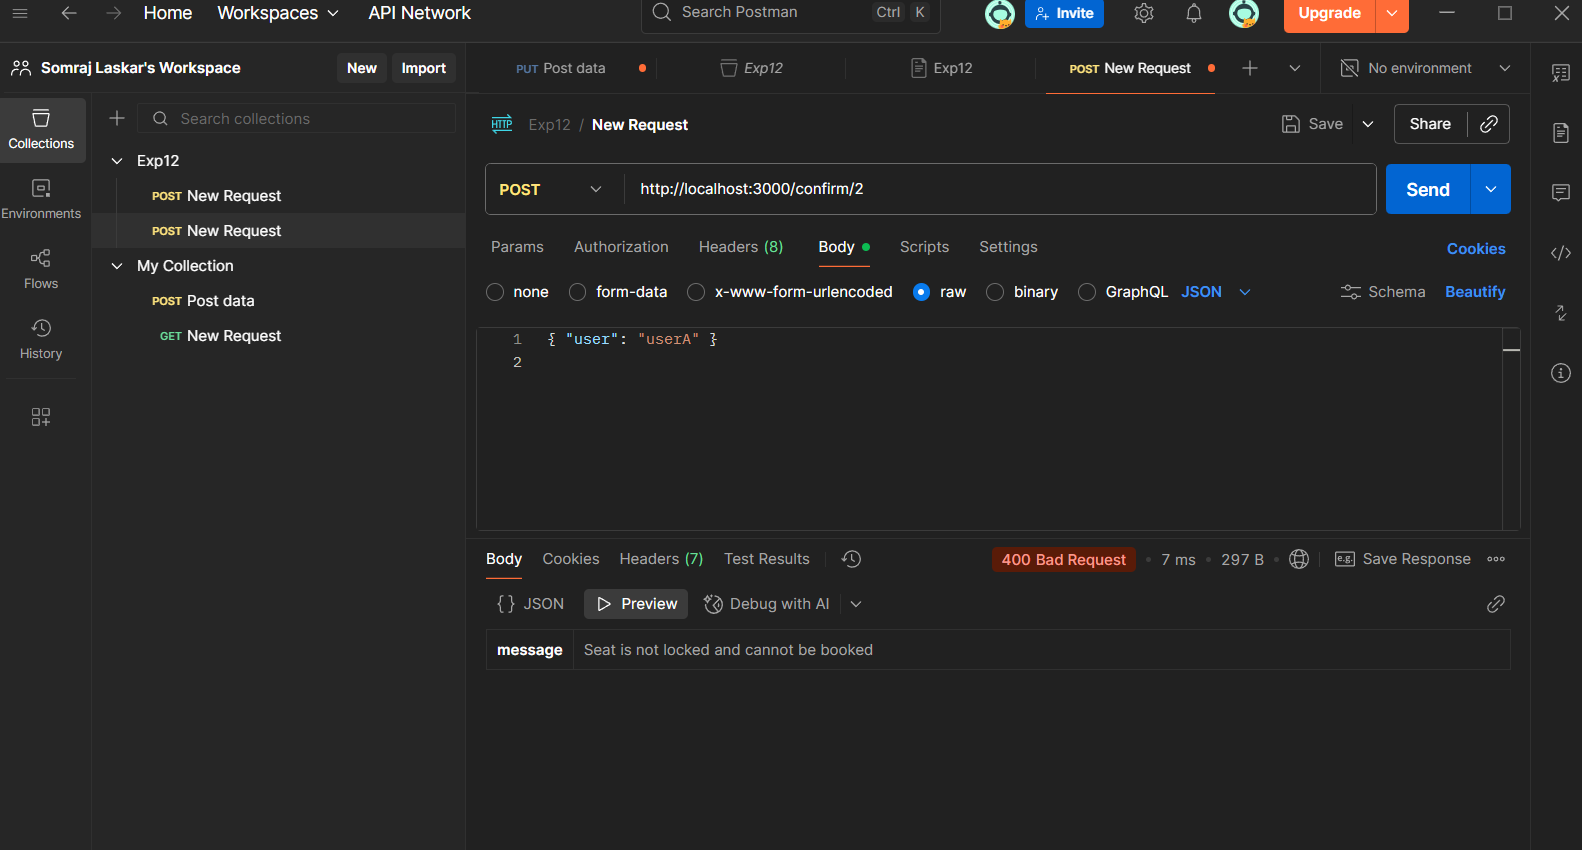 Home Workspaces API Network Search Postman Ctrl K Invite Upgrade
Somraj Laskar's Workspace New Import PUT Post data Exp12 Exp12 POST New Request No environment
Collections
Environments
Flows
History
Search collections
Exp12
POST New Request
POST New Request
My Collection
POST Post data
GET New Request
HTTP Exp12 / New Request Save Share
POST http://localhost:3000/confirm/2 Send
Params Authorization Headers (8) Body Scripts Settings Cookies
none form-data x-www-form-urlencoded raw binary GraphQL JSON Schema Beautify
1 { "user": "userA" }
2
Body Cookies Headers (7) Test Results 400 Bad Request • 7 ms • 297 B • e.g. Save Response
{} JSON Preview Debug with AI
message Seat is not locked and cannot be booked